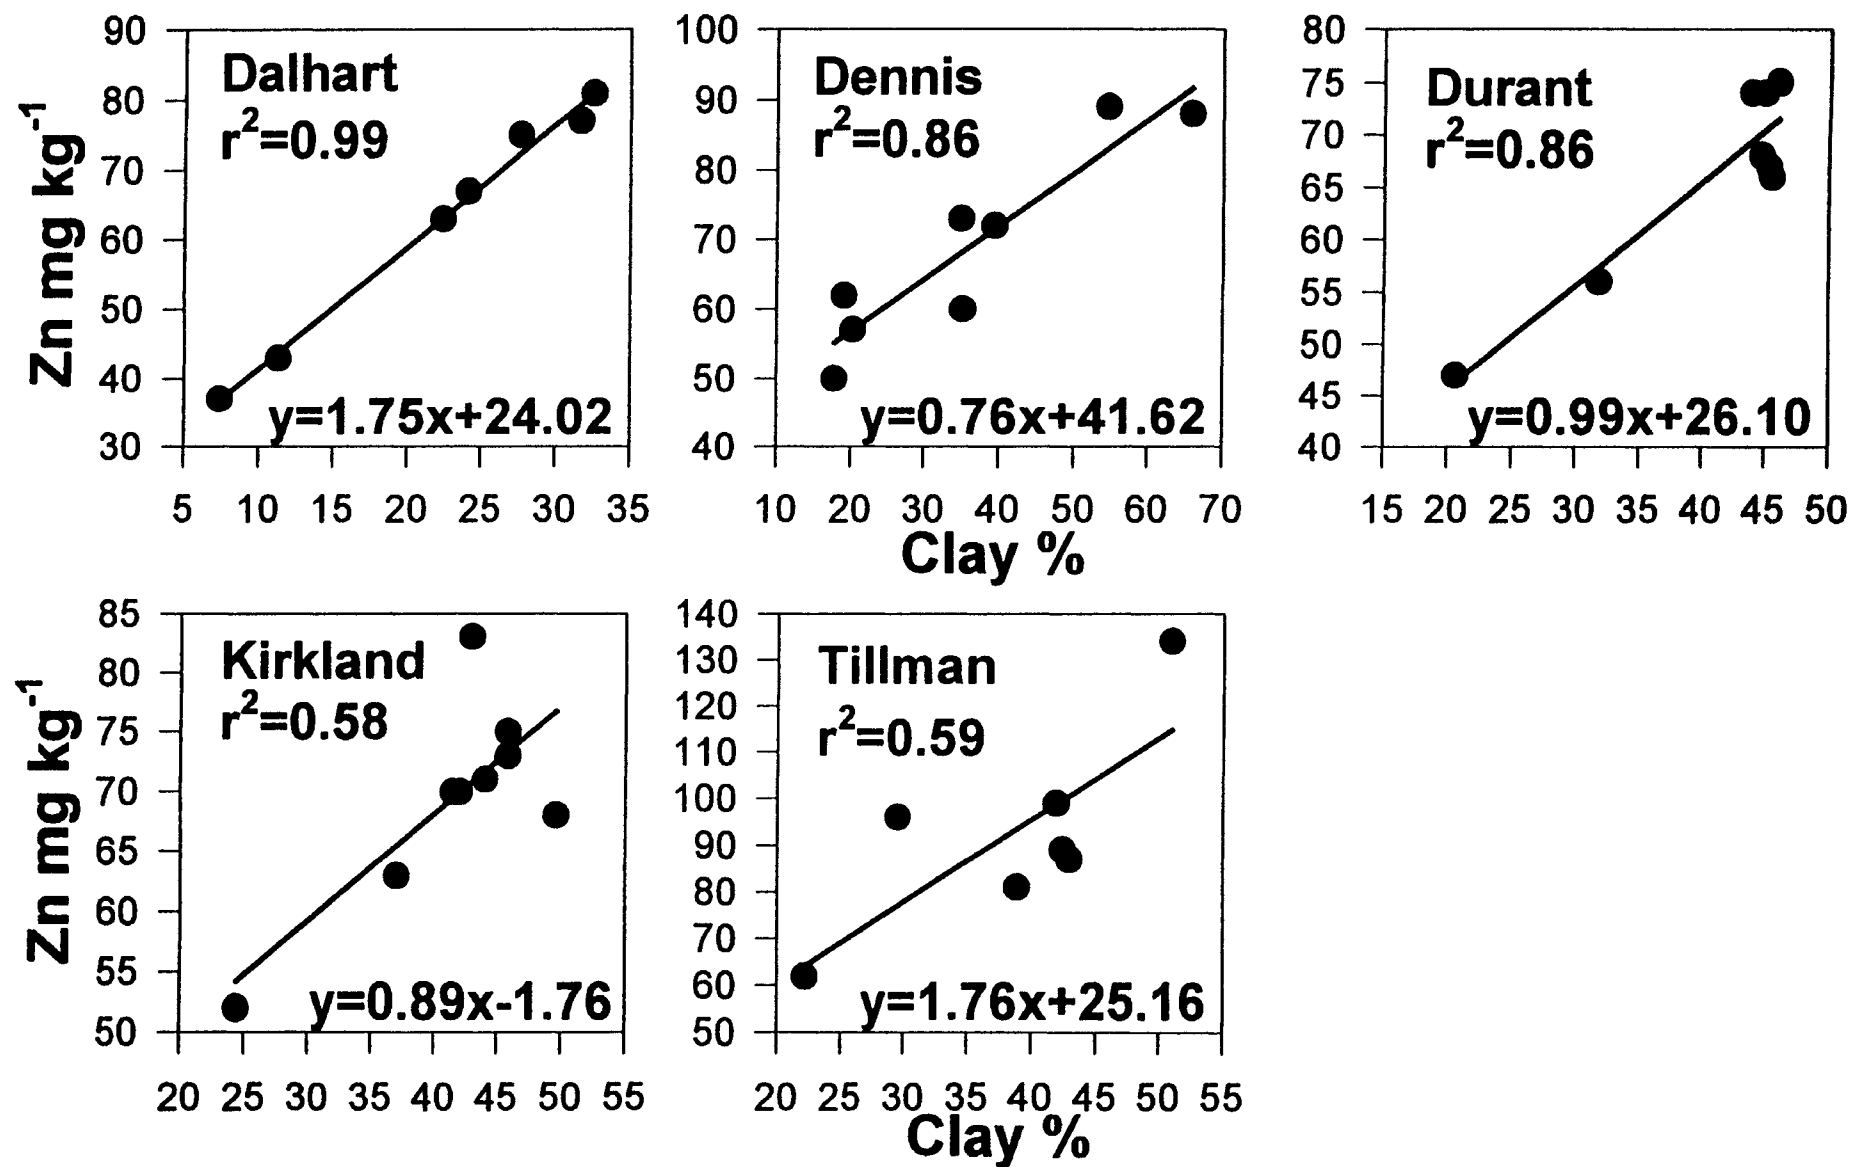 Zn mg kg⁻¹
90
80
70
60
50
40
30
Dalhart
r²=0.99
y=1.75x+24.02
5 10 15 20 25 30 35
100
90
80
70
60
50
40
Dennis
r²=0.86
y=0.76x+41.62
10 20 30 40 50 60 70
Clay %
80
75
70
65
60
55
50
45
40
Durant
r²=0.86
y=0.99x+26.10
15 20 25 30 35 40 45 50
Zn mg kg⁻¹
85
80
75
70
65
60
55
50
Kirkland
r²=0.58
y=0.89x-1.76
20 25 30 35 40 45 50 55
140
130
120
110
100
90
80
70
60
50
Tillman
r²=0.59
y=1.76x+25.16
20 25 30 35 40 45 50 55
Clay %